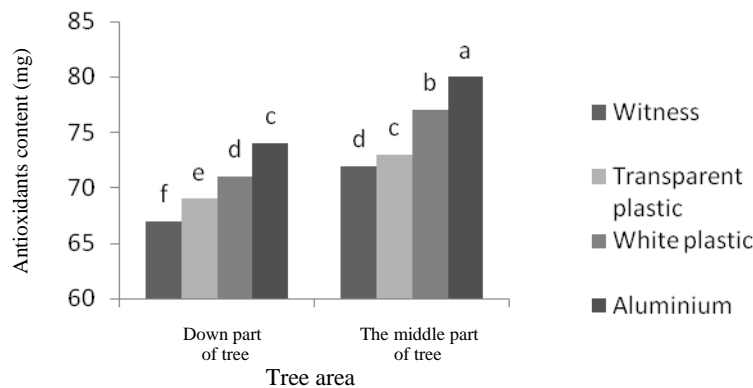 Antioxidants content (mg)
85
80
75
70
65
60
f
e
d
c
d
c
b
a
Down part
of tree
The middle part
of tree
Tree area
Witness
Transparent
plastic
White plastic
Aluminium